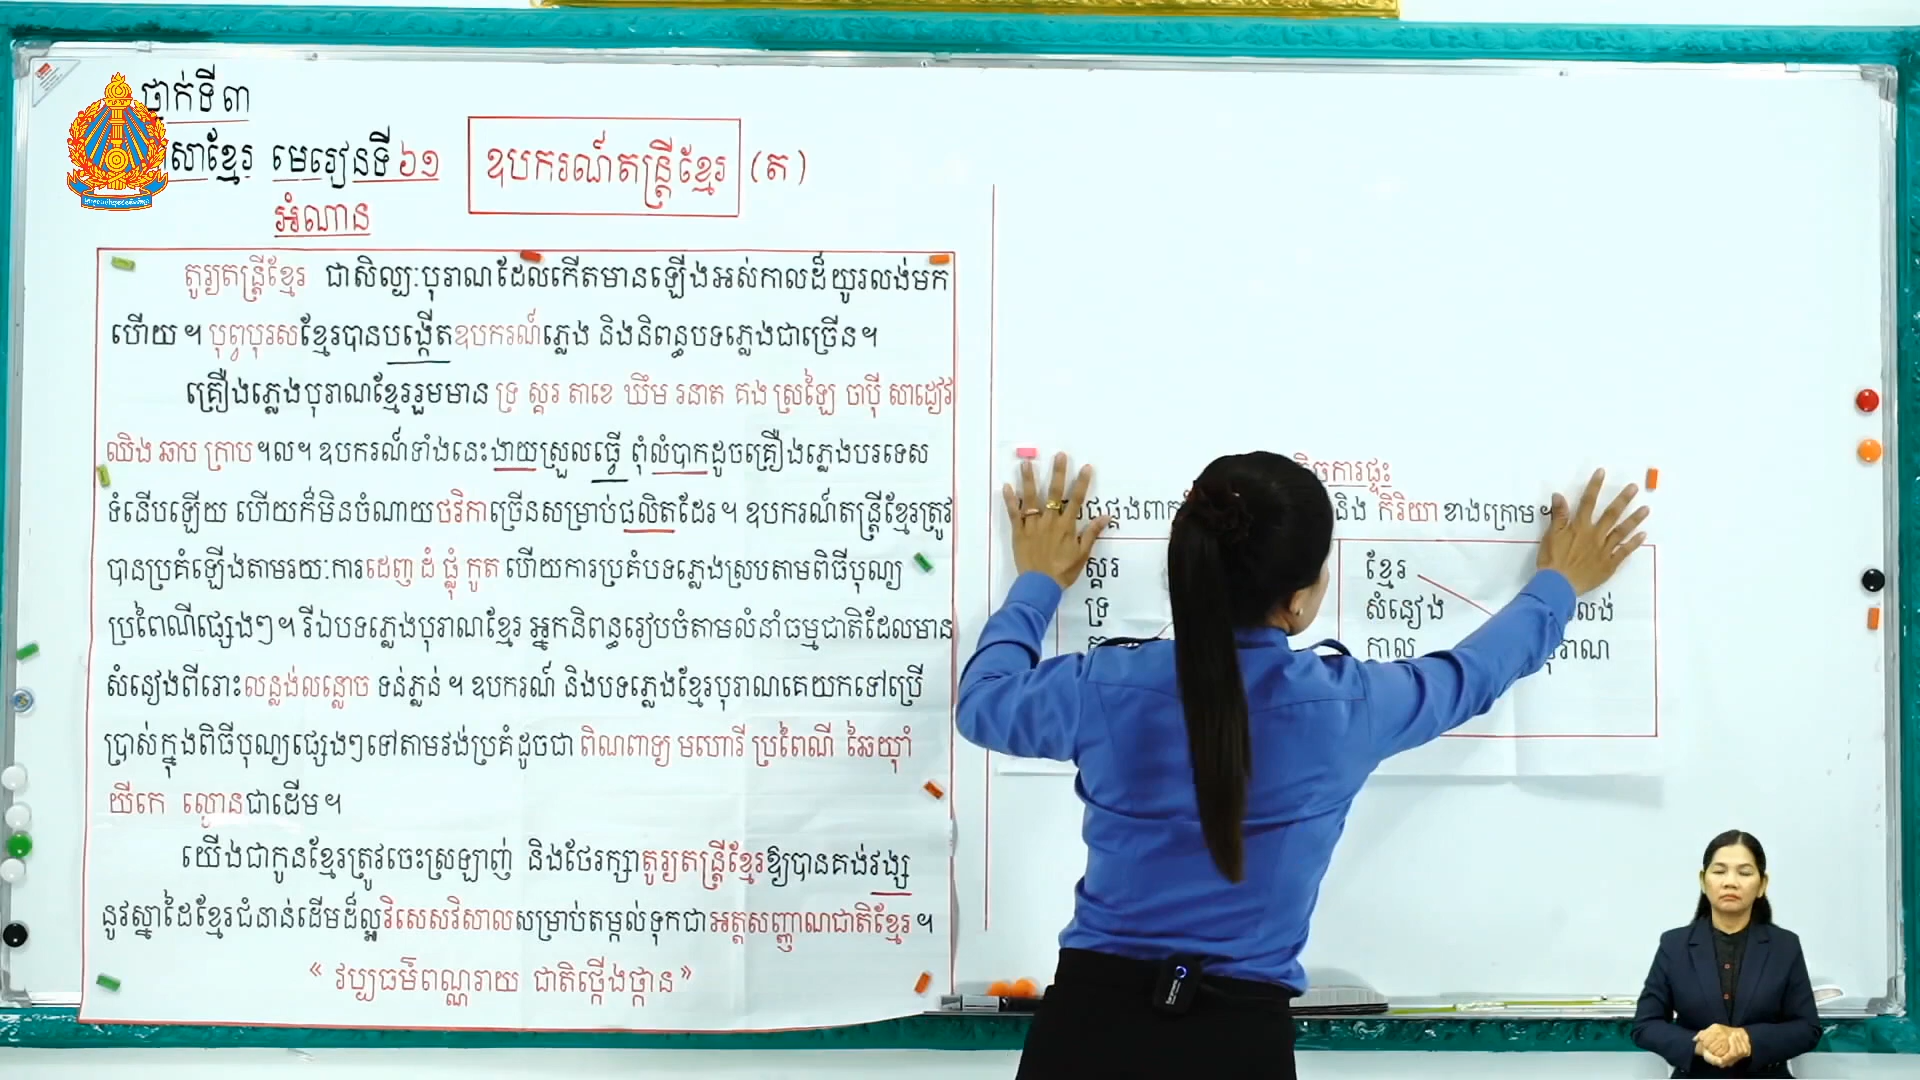 ថ្នាក់ទី ៣
សាខ្មែរ មេរៀនទី ៦១ ឧបករណ៍តន្ត្រីខ្មែរ (ត)
អំណាន
តូរ្យតន្ត្រីខ្មែរ ជាសិល្បៈបុរាណដែលកើតមានឡើងអស់កាលដ៏យូរលង់មក
ហើយ។ បុព្វបុរសខ្មែរបានបង្កើតឧបករណ៍ភ្លេង និងនិពន្ធបទភ្លេងជាច្រើន។
គ្រឿងភ្លេងបុរាណខ្មែររួមមាន ទ្រ ស្គរ តាខេ ឃឹម រនាត គង ស្រឡៃ ចាប៉ី សាដៀវ
ឈិង ឆាប ក្រាប ។ល។ ឧបករណ៍ទាំងនេះងាយស្រួលធ្វើ ពុំលំបាកដូចគ្រឿងភ្លេងបរទេស
ទំនើបឡើយ ហើយក៏មិនចំណាយថវិកាច្រើនសម្រាប់ផលិតដែរ។ ឧបករណ៍តន្ត្រីខ្មែរត្រូវ
បានប្រគំឡើងតាមរយៈការដេញ ដំ ផ្លុំ កូត ហើយការប្រគំបទភ្លេងស្របតាមពិធីបុណ្យ
ប្រពៃណីផ្សេងៗ។ រីឯបទភ្លេងបុរាណខ្មែរ អ្នកនិពន្ធរៀបចំតាមលំនាំធម្មជាតិដែលមាន
សំនៀងពីរោះលន្លង់លន្លោច ទន់ភ្លន់។ ឧបករណ៍ និងបទភ្លេងខ្មែរបុរាណគេយកទៅប្រើ
ប្រាស់ក្នុងពិធីបុណ្យផ្សេងៗទៅតាមវង់ប្រគំដូចជា ពិណពាទ្យ មហោរី ប្រពៃណី ឆៃយ៉ាំ
យីកេ ល្ខោនជាដើម។
យើងជាកូនខ្មែរត្រូវចេះស្រឡាញ់ និងថែរក្សាតូរ្យតន្ត្រីខ្មែរឱ្យបានគង់វង្ស
នូវស្នាដៃខ្មែរជំនាន់ដើមដ៏ល្អវិសេសវិសាលសម្រាប់តម្កល់ទុកជាអត្តសញ្ញាណជាតិខ្មែរ។
« វប្បធម៌ពណ្ណរាយ ជាតិថ្កើងថ្កាន »
កិច្ចការផ្ទះ
ផ្គូផ្គងពាក្យ និង កិរិយា ខាងក្រោម។
ស្គរ ខ្មែរ
ទ្រ សំនៀង លង់
កាល បុរាណ